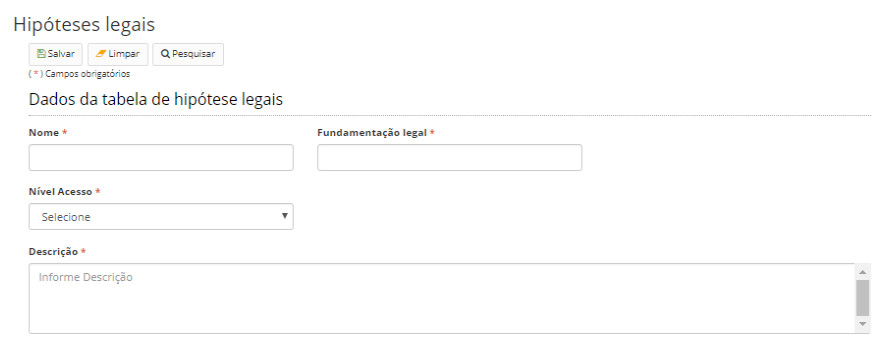 Hipóteses legais
Salvar Limpar Pesquisar
( * ) Campos obrigatórios
Dados da tabela de hipótese legais
Nome * Fundamentação legal *
Nível Acesso *
Selecione
Descrição *
Informe Descrição